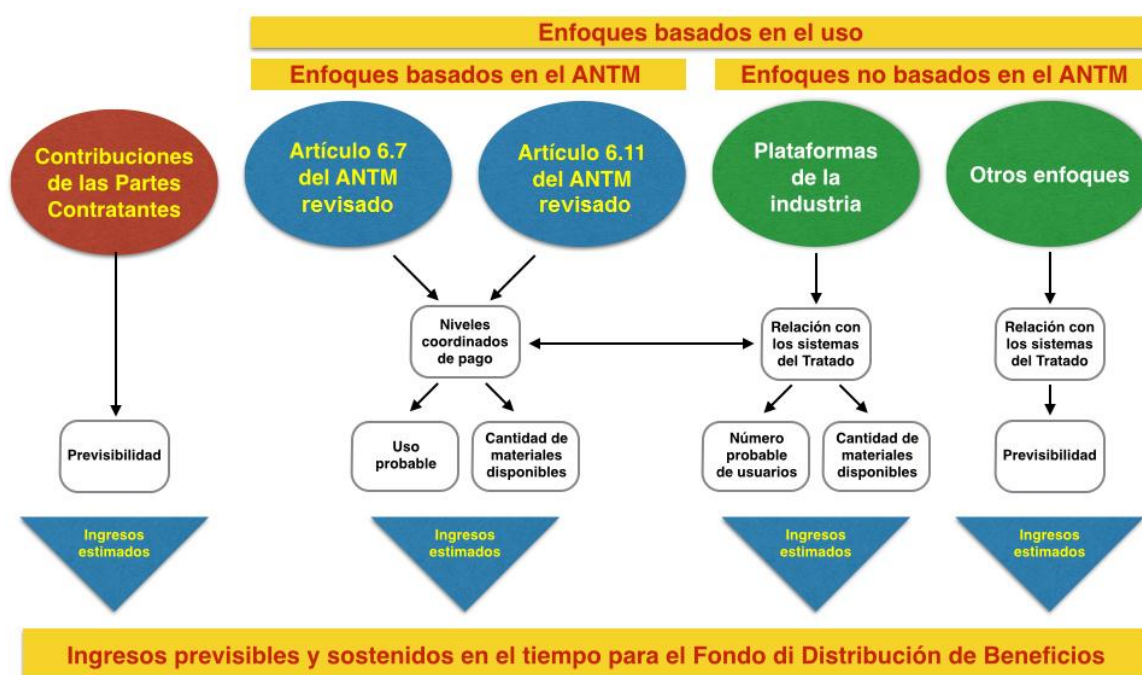 Enfoques basados en el uso
Enfoques basados en el ANTM
Enfoques no basados en el ANTM
Contribuciones
de las Partes
Contratantes
Artículo 6.7
del ANTM
revisado
Artículo 6.11
del ANTM
revisado
Plataformas
de la
industria
Otros enfoques
Niveles
coordinados
de pago
Relación con
los sistemas
del Tratado
Relación con
los sistemas
del Tratado
Previsibilidad
Uso
probable
Cantidad de
materiales
disponibles
Número
probable
de usuarios
Cantidad de
materiales
disponibles
Previsibilidad
Ingresos
estimados
Ingresos
estimados
Ingresos
estimados
Ingresos
estimados
Ingresos previsibles y sostenidos en el tiempo para el Fondo di Distribución de Beneficios